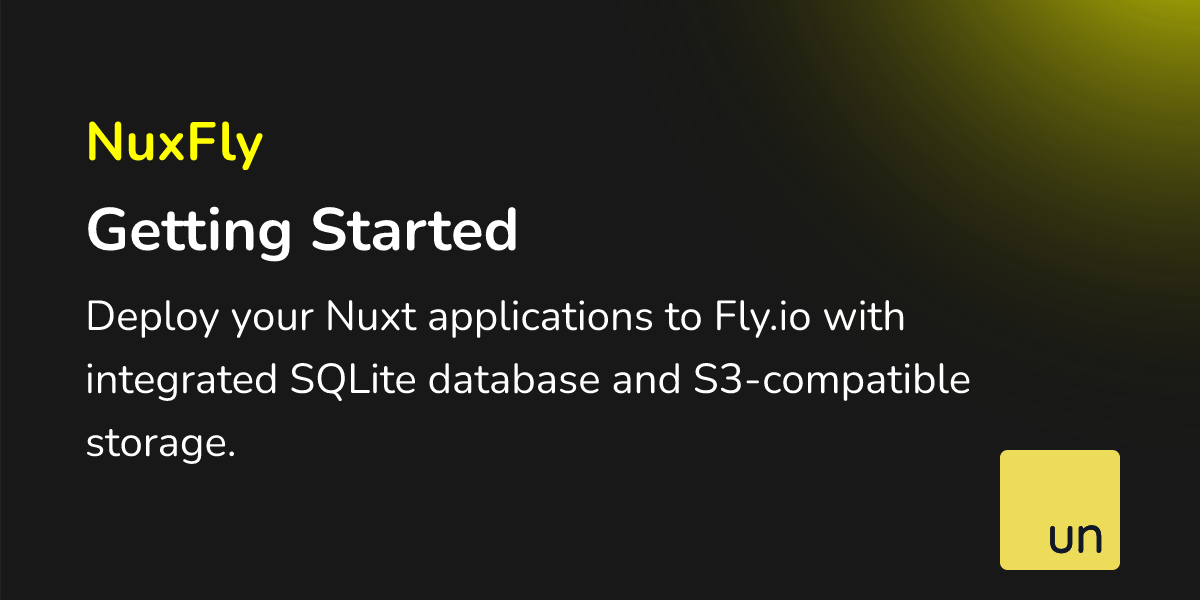 NuxFly
Getting Started
Deploy your Nuxt applications to Fly.io with
integrated SQLite database and S3-compatible
storage.
un